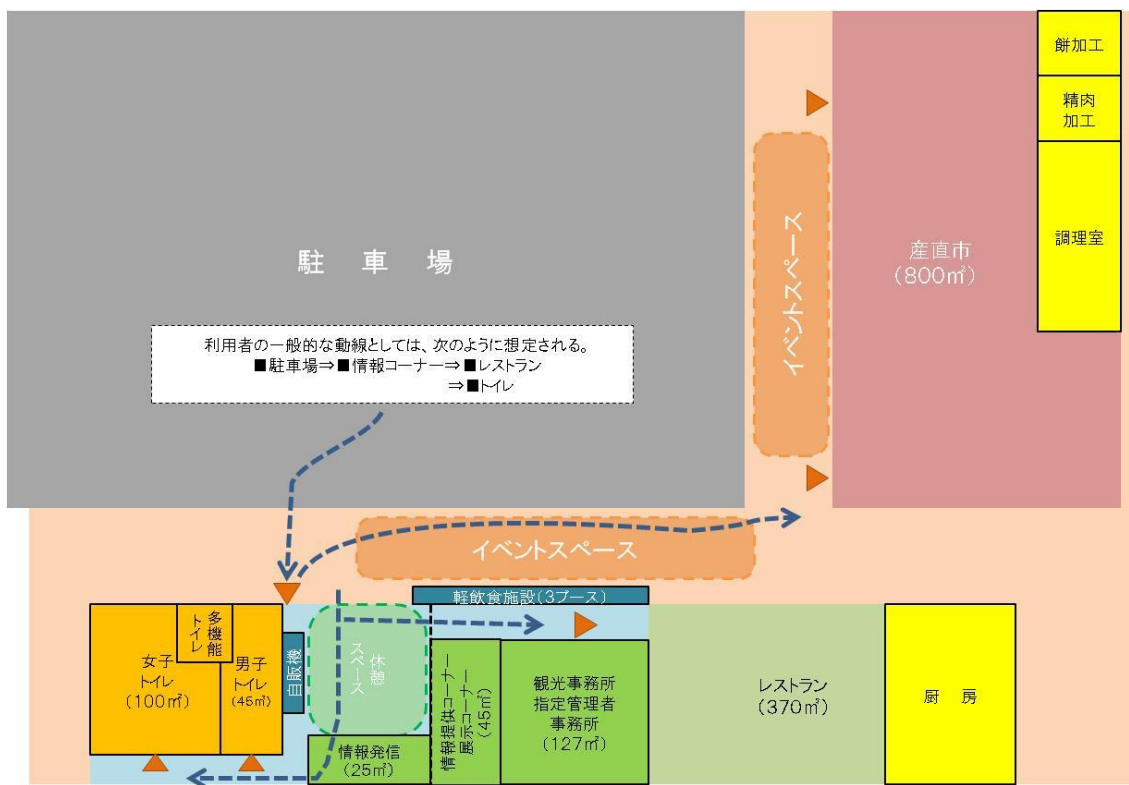 餅加工
精肉
加工
調理室
産直市
(800㎡)
イベントスペース
駐 車 場
利用者の一般的な動線としては、次のように想定される。
■駐車場⇒■情報コーナー⇒■レストラン
⇒■トイレ
イベントスペース
軽飲食施設(3ブース)
多機能
トイレ
女子
トイレ
(100㎡)
男子
トイレ
(45㎡)
自販機
休憩
スペース
情報発信
(25㎡)
情報提供コーナー
展示コーナー
(45㎡)
観光事務所
指定管理者
事務所
(127㎡)
レストラン
(370㎡)
厨 房